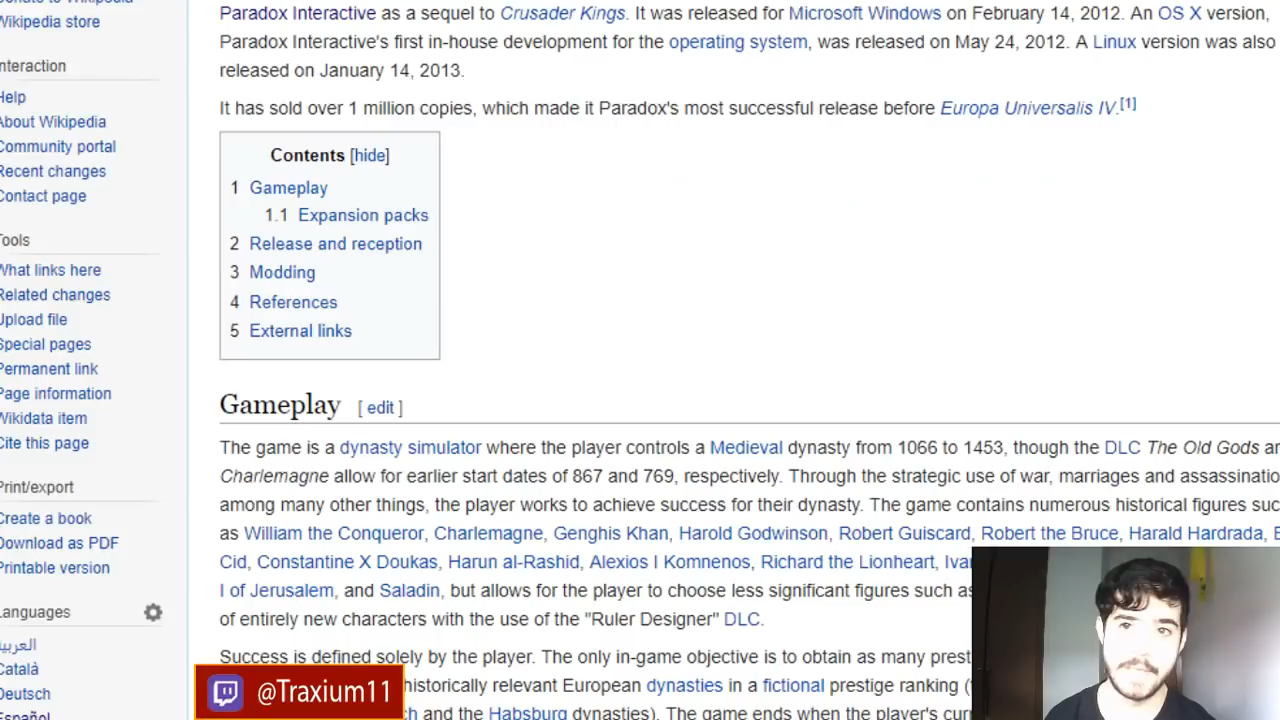 Wikipedia store
Interaction
Help
About Wikipedia
Community portal
Recent changes
Contact page
Tools
What links here
Related changes
Upload file
Special pages
Permanent link
Page information
Wikidata item
Cite this page
Print/export
Create a book
Download as PDF
Printable version
Languages
العربية
Català
Deutsch
Español
Paradox Interactive as a sequel to Crusader Kings. It was released for Microsoft Windows on February 14, 2012. An OS X version,
Paradox Interactive's first in-house development for the operating system, was released on May 24, 2012. A Linux version was also
released on January 14, 2013.
It has sold over 1 million copies, which made it Paradox's most successful release before Europa Universalis IV.[1]
Contents [hide]
1 Gameplay
1.1 Expansion packs
2 Release and reception
3 Modding
4 References
5 External links
Gameplay [ edit ]
The game is a dynasty simulator where the player controls a Medieval dynasty from 1066 to 1453, though the DLC The Old Gods an
Charlemagne allow for earlier start dates of 867 and 769, respectively. Through the strategic use of war, marriages and assassinatio
among many other things, the player works to achieve success for their dynasty. The game contains numerous historical figures suc
as William the Conqueror, Charlemagne, Genghis Khan, Harold Godwinson, Robert Guiscard, Robert the Bruce, Harald Hardrada, E
Cid, Constantine X Doukas, Harun al-Rashid, Alexios I Komnenos, Richard the Lionheart, Ivar
I of Jerusalem, and Saladin, but allows for the player to choose less significant figures such as
of entirely new characters with the use of the "Ruler Designer" DLC.
Success is defined solely by the player. The only in-game objective is to obtain as many prest
historically relevant European dynasties in a fictional prestige ranking (
and the Habsburg dynasties). The game ends when the player's curr
@Traxium11